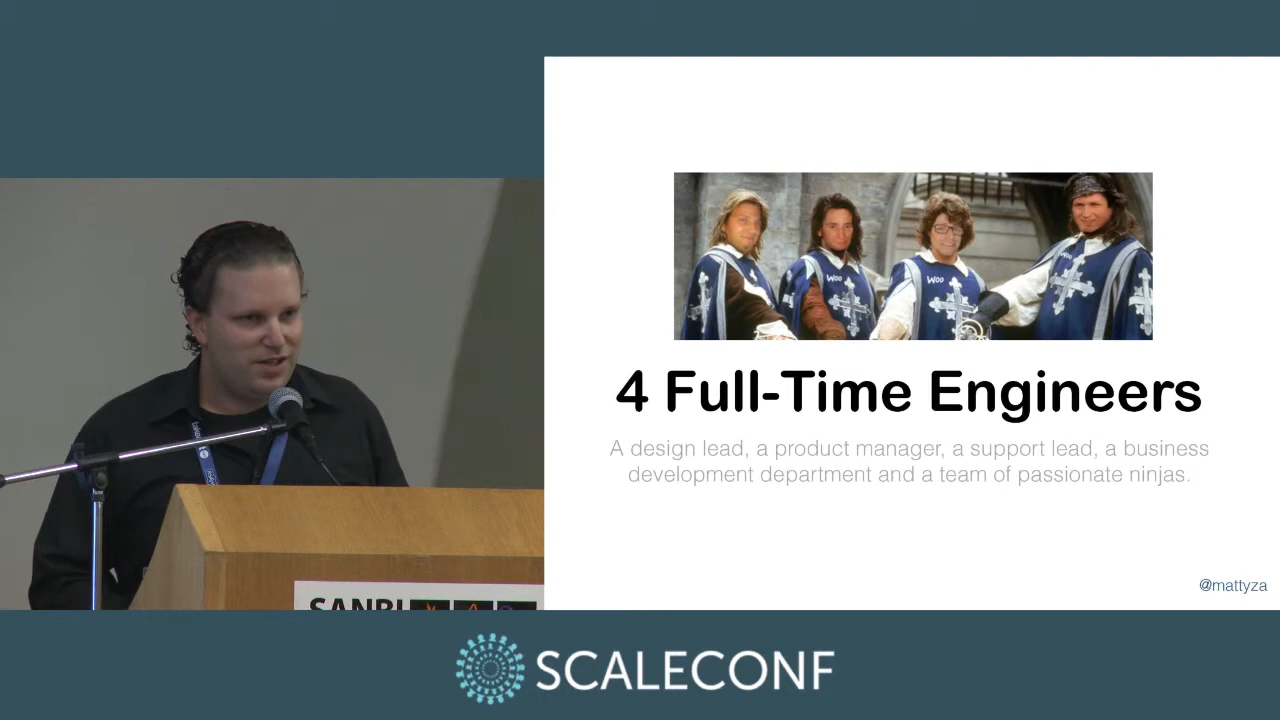 Woo
Woo
Woo
4 Full-Time Engineers
A design lead, a product manager, a support lead, a business
development department and a team of passionate ninjas.
@mattyza
SANBI
SCALECONF